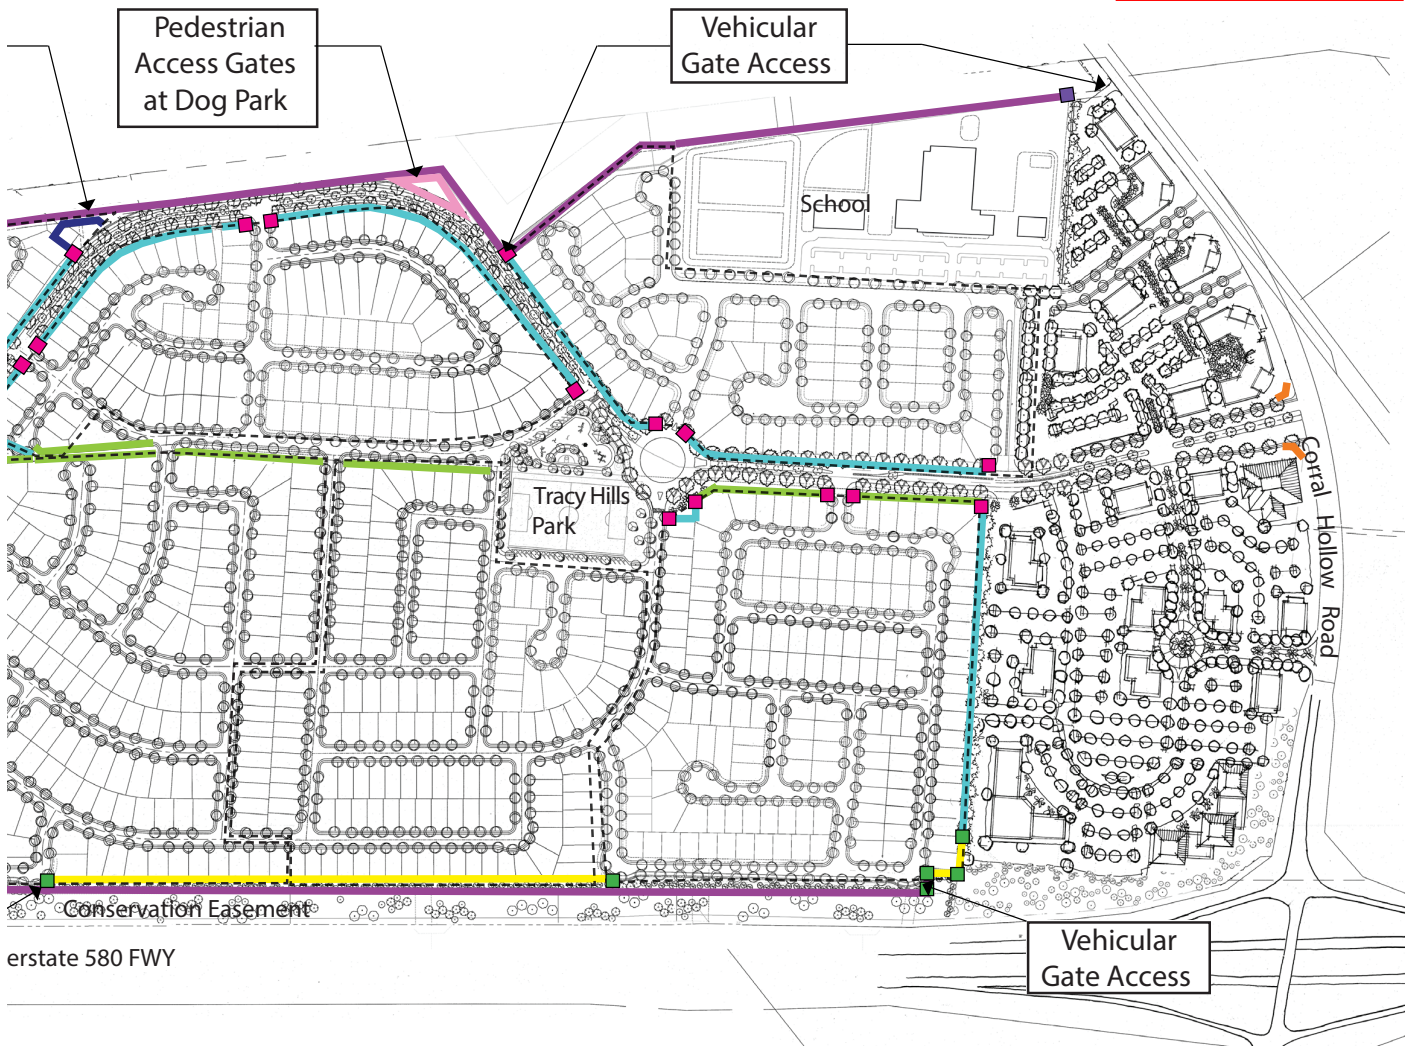 Pedestrian
Access Gates
at Dog Park
Vehicular
Gate Access
School
Tracy Hills
Park
Corral Hollow Road
Conservation Easement
erstate 580 FWY
Vehicular
Gate Access